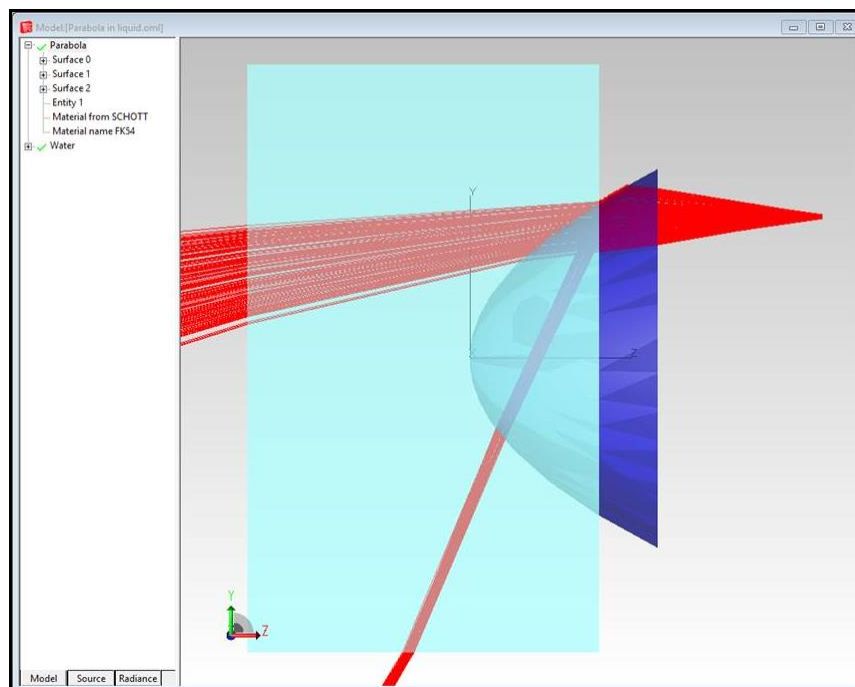 Model:[Parabola in liquid.oml]
Parabola
Surface 0
Surface 1
Surface 2
Entity 1
Material from SCHOTT
Material name FK54
Water
Y
Z
Y
Z
Model Source Radiance